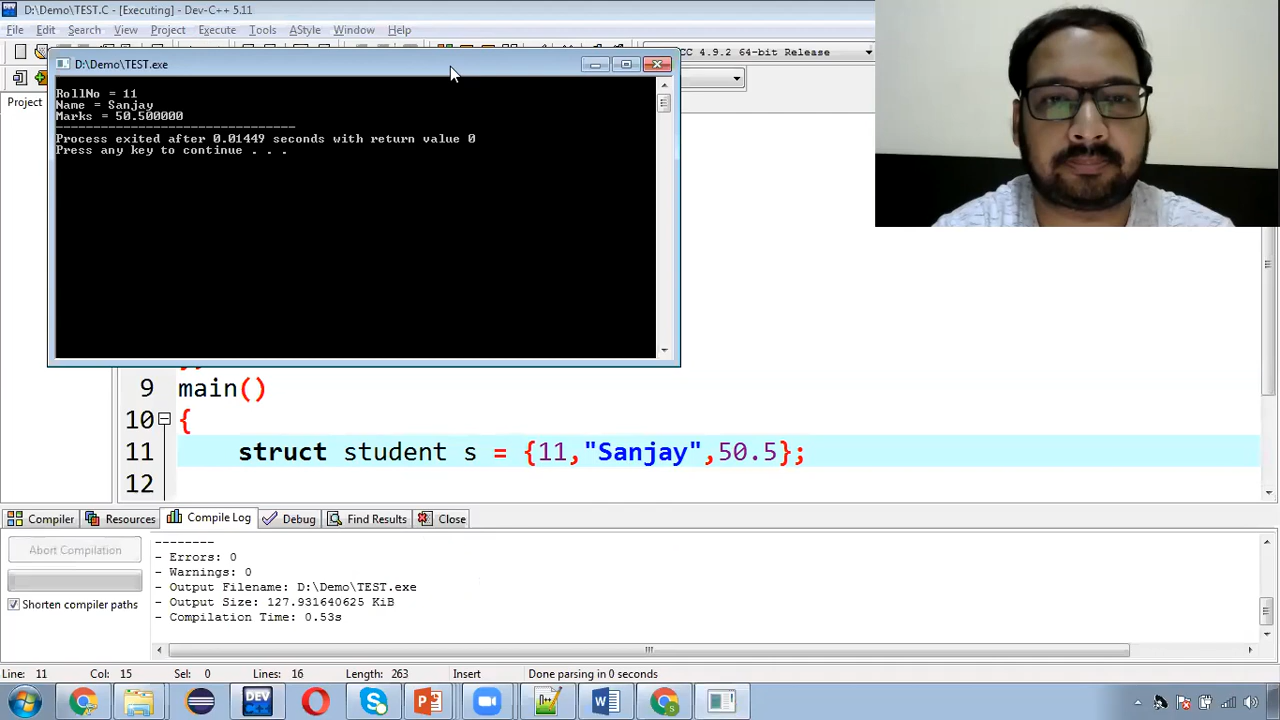 D:\Demo\TEST.C - [Executing] - Dev-C++ 5.11
File Edit Search View Project Execute Tools AStyle Window Help
CC 4.9.2 64-bit Release
Project
D:\Demo\TEST.exe
RollNo = 11
Name = Sanjay
Marks = 50.500000
--------------------------------
Process exited after 0.01449 seconds with return value 0
Press any key to continue . . .
9 main()
10 {
11 struct student s = {11,"Sanjay",50.5};
12
Compiler Resources Compile Log Debug Find Results Close
Abort Compilation
Shorten compiler paths
--------
- Errors: 0
- Warnings: 0
- Output Filename: D:\Demo\TEST.exe
- Output Size: 127.931640625 KiB
- Compilation Time: 0.53s
Line: 11 Col: 15 Sel: 0 Lines: 16 Length: 263 Insert Done parsing in 0 seconds
DEV